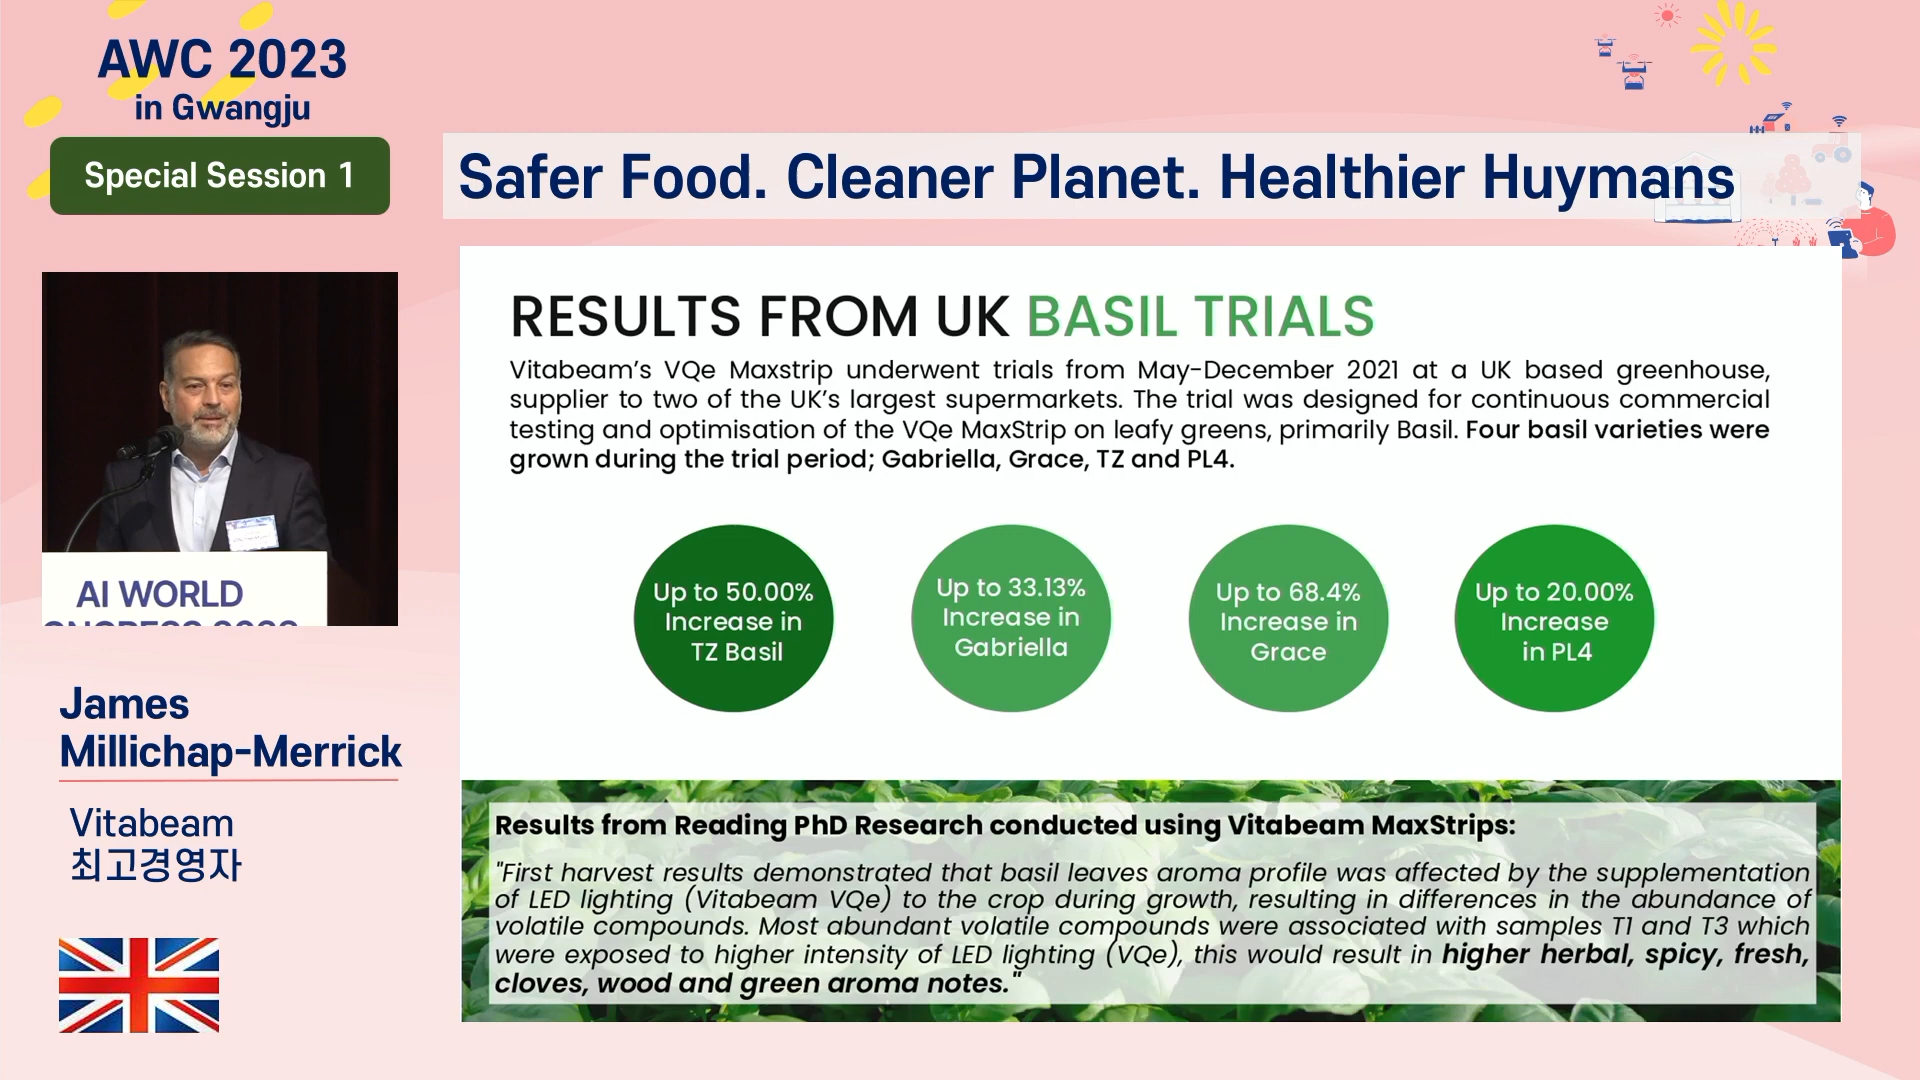 AWC 2023
in Gwangju
Special Session 1
Safer Food. Cleaner Planet. Healthier Huymans
RESULTS FROM UK BASIL TRIALS
Vitabeam's VQe Maxstrip underwent trials from May-December 2021 at a UK based greenhouse,
supplier to two of the UK's largest supermarkets. The trial was designed for continuous commercial
testing and optimisation of the VQe MaxStrip on leafy greens, primarily Basil. Four basil varieties were
grown during the trial period; Gabriella, Grace, TZ and PL4.
Up to 50.00%
Increase in
TZ Basil
Up to 33.13%
Increase in
Gabriella
Up to 68.4%
Increase in
Grace
Up to 20.00%
Increase
in PL4
Results from Reading PhD Research conducted using Vitabeam MaxStrips:
"First harvest results demonstrated that basil leaves aroma profile was affected by the supplementation
of LED lighting (Vitabeam VQe) to the crop during growth, resulting in differences in the abundance of
volatile compounds. Most abundant volatile compounds were associated with samples T1 and T3 which
were exposed to higher intensity of LED lighting (VQe), this would result in higher herbal, spicy, fresh,
cloves, wood and green aroma notes."
AI WORLD
James
Millichap-Merrick
Vitabeam
최고경영자